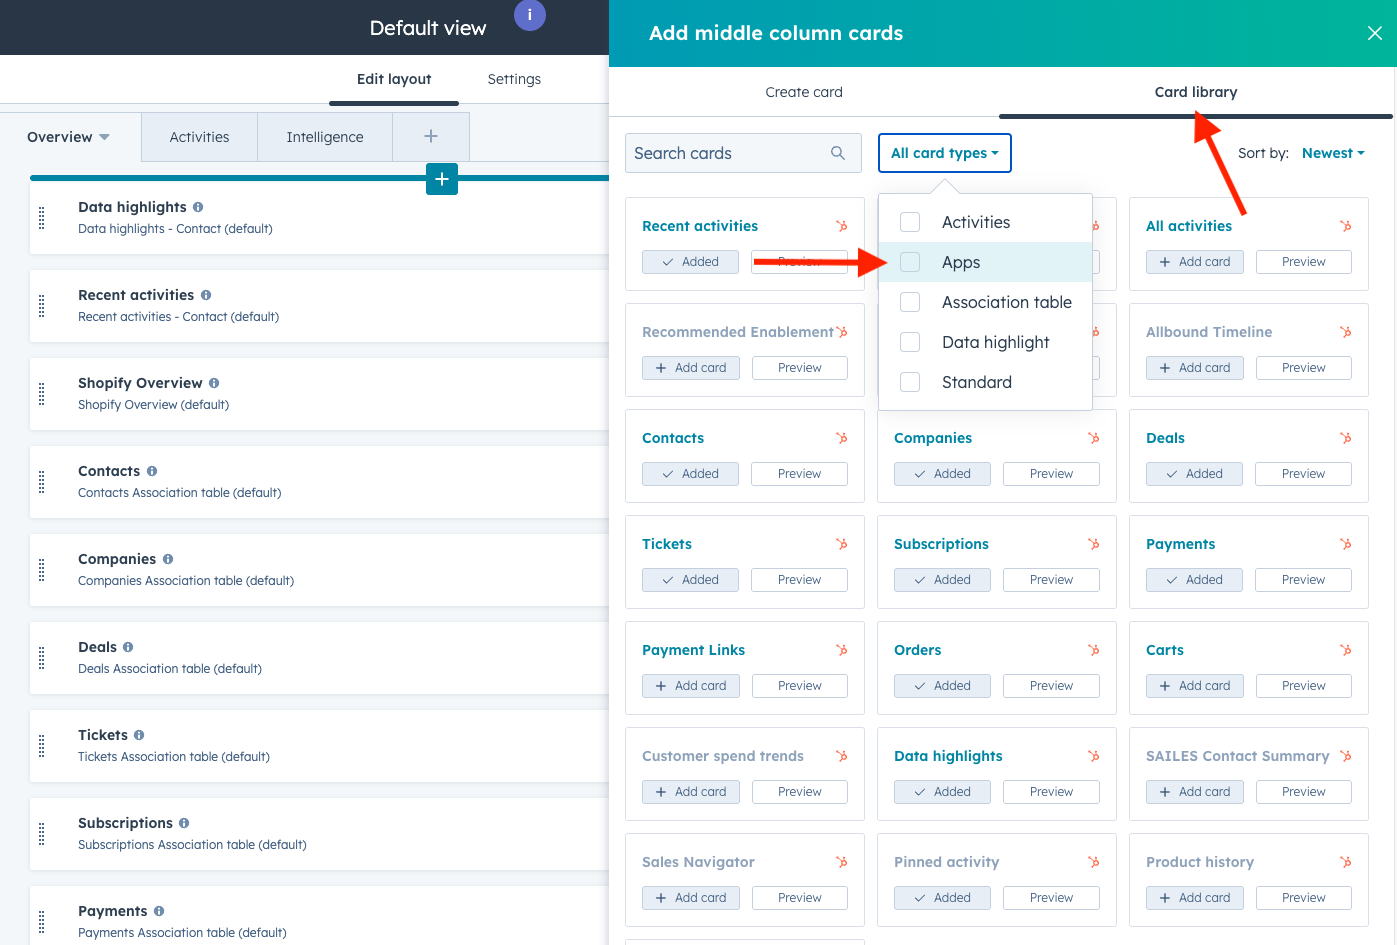 Default view
i
Edit layout
Settings
Overview
Activities
Intelligence
Data highlights
Data highlights - Contact (default)
Recent activities
Recent activities - Contact (default)
Shopify Overview
Shopify Overview (default)
Contacts
Contacts Association table (default)
Companies
Companies Association table (default)
Deals
Deals Association table (default)
Tickets
Tickets Association table (default)
Subscriptions
Subscriptions Association table (default)
Payments
Payments Association table (default)
Add middle column cards
Create card
Card library
Search cards
All card types
Sort by: Newest
Activities
Apps
Association table
Data highlight
Standard
Recent activities
Added
Preview
All activities
Add card
Preview
Recommended Enablement
Add card
Preview
Allbound Timeline
Add card
Preview
Contacts
Added
Preview
Companies
Added
Preview
Deals
Added
Preview
Tickets
Added
Preview
Subscriptions
Added
Preview
Payments
Added
Preview
Payment Links
Add card
Preview
Orders
Added
Preview
Carts
Add card
Preview
Customer spend trends
Add card
Preview
Data highlights
Added
Preview
SAILES Contact Summary
Add card
Preview
Sales Navigator
Add card
Preview
Pinned activity
Added
Preview
Product history
Add card
Preview